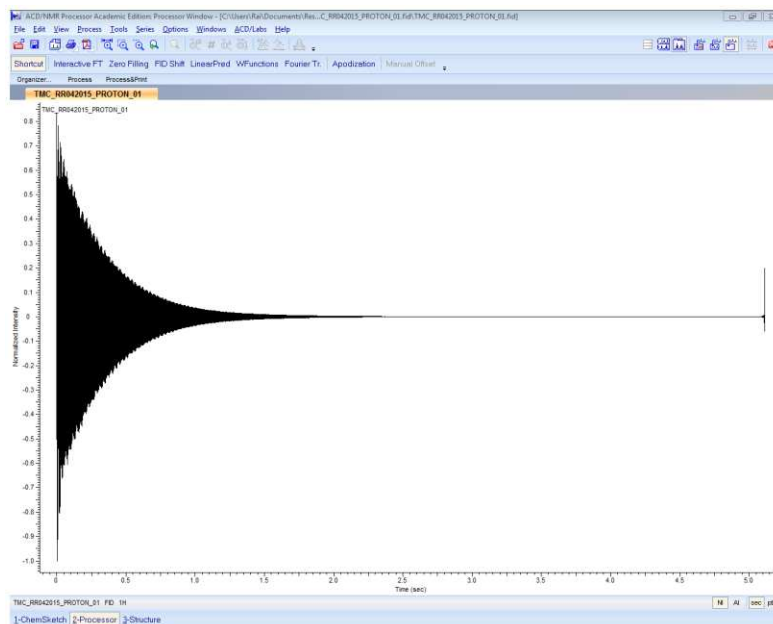 ACD/NMR Processor Academic Edition: Processor Window - [C:\Users\Rai\Documents\Res...C_RR042015_PROTON_01.fid\TMC_RR042015_PROTON_01.fid]
File Edit View Process Tools Series Options Windows ACD/Labs Help
Shortcut Interactive FT Zero Filling FID Shift LinearPred WFunctions Fourier Tr. Apodization Manual Offset
Organizer... Process Process&Print
TMC_RR042015_PROTON_01
TMC_RR042015_PROTON_01
0.8
0.7
0.6
0.5
0.4
0.3
0.2
0.1
0
-0.1
-0.2
-0.3
-0.4
-0.5
-0.6
-0.7
-0.8
-0.9
-1.0
Normalized Intensity
0 0.5 1.0 1.5 2.0 2.5 3.0 3.5 4.0 4.5 5.0
Time (sec)
TMC_RR042015_PROTON_01 FID 1H NI AI sec
1-ChemSketch 2-Processor 3-Structure